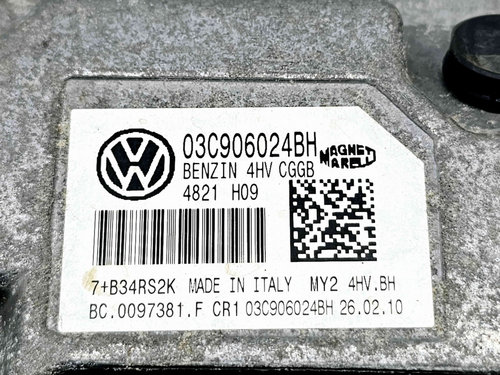 03C906024BH
MAGNETI MARELLI
BENZIN 4HV CGGB
4821 H09
7+B34RS2K MADE IN ITALY MY2 4HV.BH
BC.0097381.F CR1 03C906024BH 26.02.10